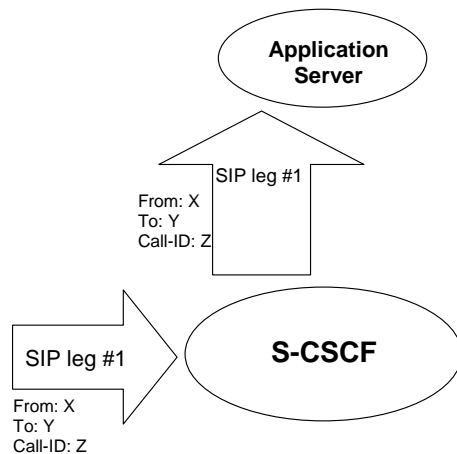 Application
Server
SIP leg #1
From: X
To: Y
Call-ID: Z
SIP leg #1
S-CSCF
From: X
To: Y
Call-ID: Z